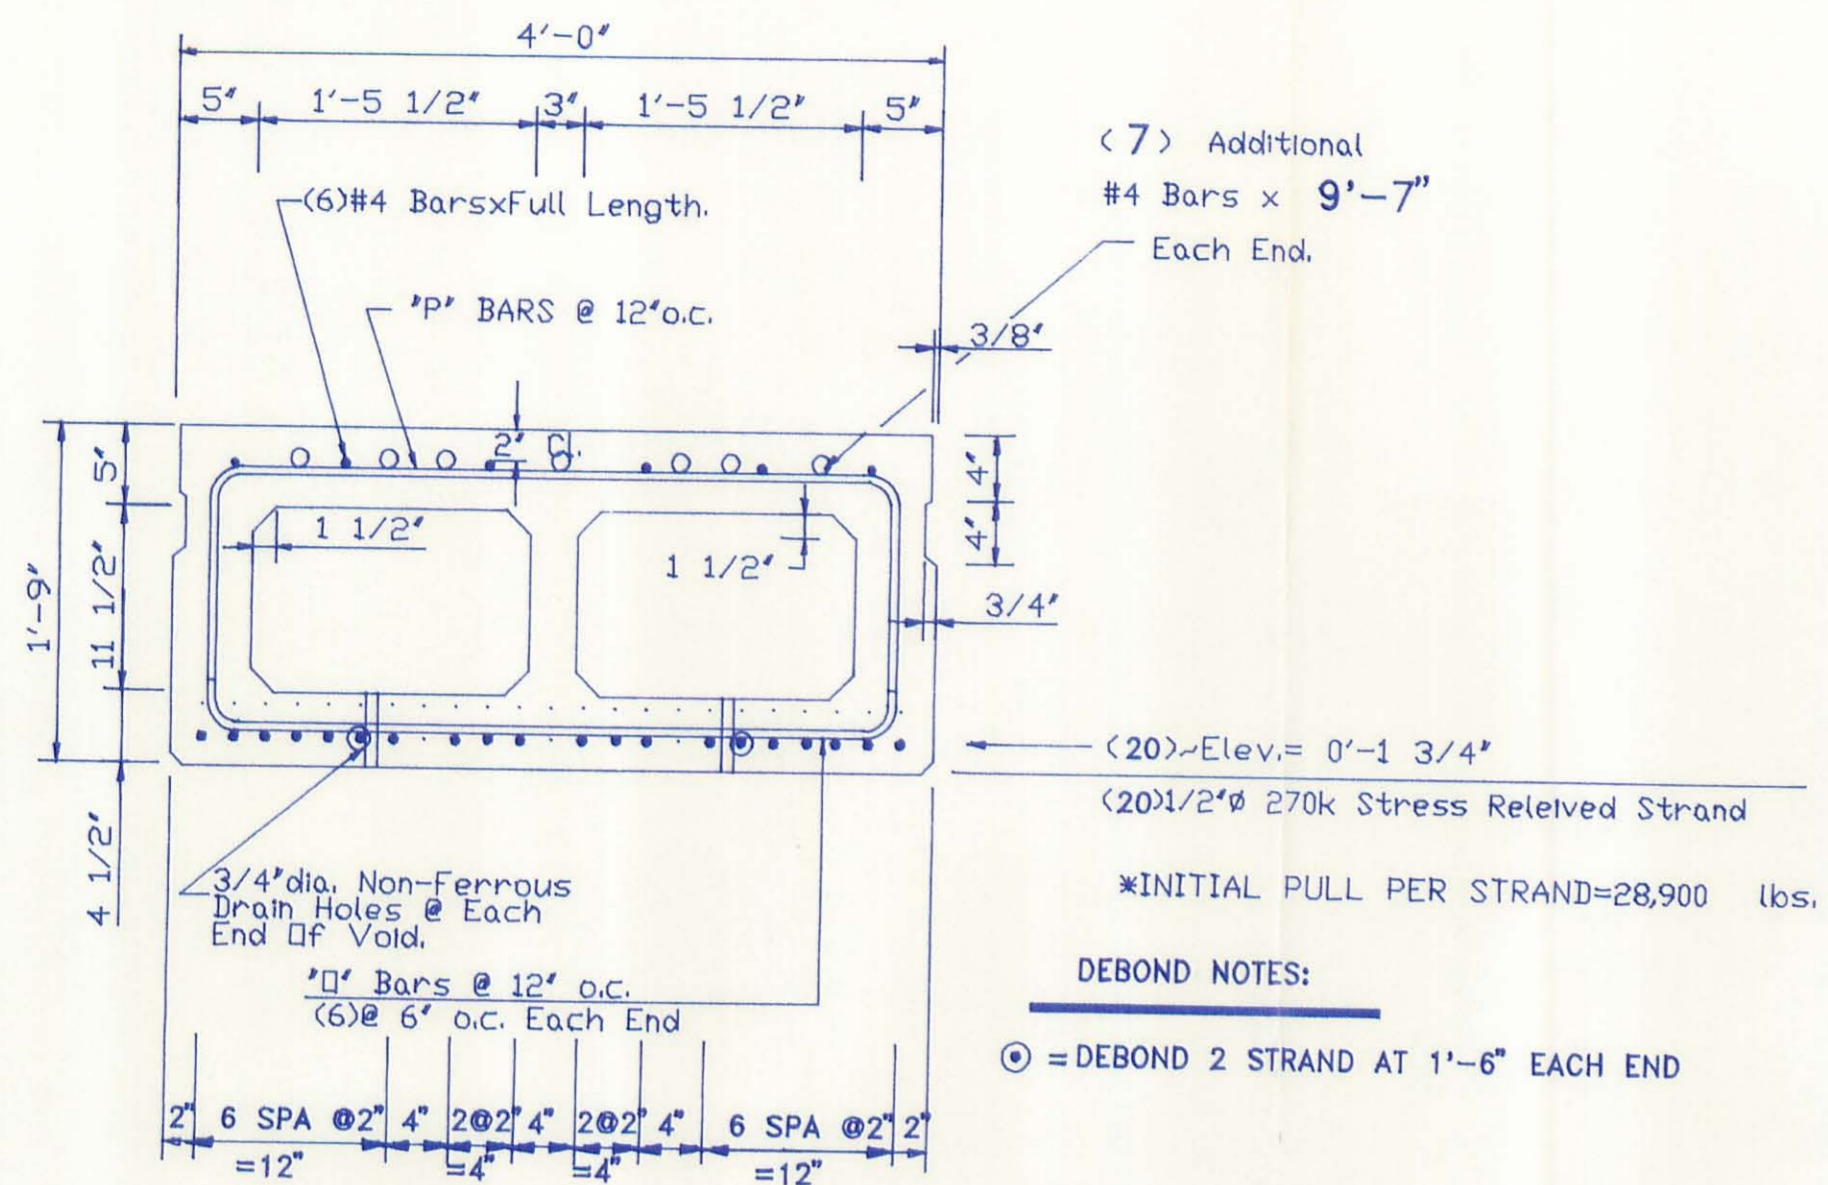 4'-0"
5" 1'-5 1/2" 3" 1'-5 1/2" 5"
(7) Additional
#4 Bars x 9'-7"
Each End.
(6)#4 BarsxFull Length.
"P" BARS @ 12"o.c.
3/8"
2" CL.
5"
4"
4"
1 1/2"
1 1/2"
11 1/2"
1'-9"
3/4"
(20)~Elev.= 0'-1 3/4"
(20)1/2"ø 270k Stress Releived Strand
4 1/2"
*INITIAL PULL PER STRAND=28,900 lbs.
3/4"dia. Non-Ferrous
Drain Holes @ Each
End Of Void.
DEBOND NOTES:
"O" Bars @ 12" o.c.
(6)@ 6" o.c. Each End
= DEBOND 2 STRAND AT 1'-6" EACH END
2" 6 SPA @2" 4" 2@2" 4" 2@2" 4" 6 SPA @2" 2"
=12" =4" =4" =12"